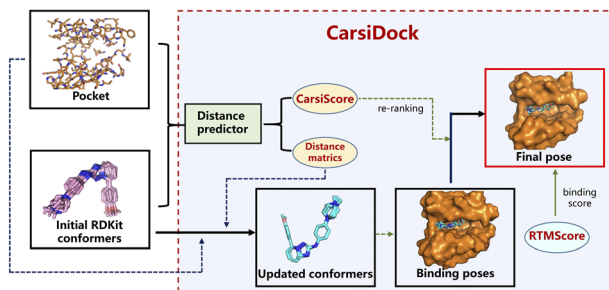 CarsiDock
Pocket
Distance
predictor
CarsiScore
re-ranking
Distance
matrics
Final pose
Initial RDKit
conformers
Updated conformers
Binding poses
binding
score
RTMScore